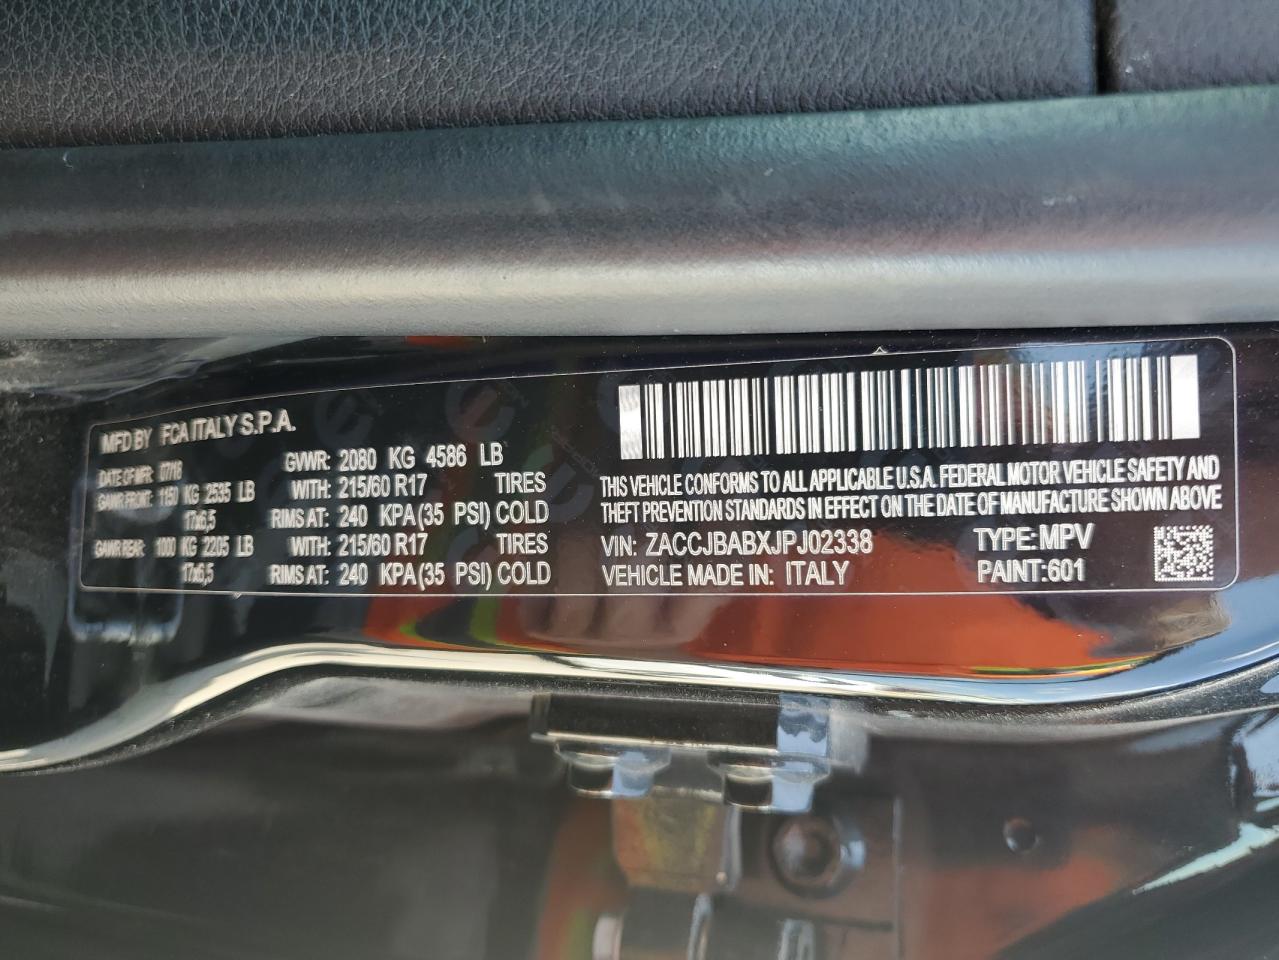 MFD BY FCA ITALY S.P.A.
DATE OF MFR 07/18 GVWR: 2080 KG 4586 LB
GAWR FRONT: 1150 KG 2535 LB WITH: 215/60 R17 TIRES
17x6,5 RIMS AT: 240 KPA(35 PSI) COLD
GAWR REAR: 1000 KG 2205 LB WITH: 215/60 R17 TIRES
17x6,5 RIMS AT: 240 KPA(35 PSI) COLD
THIS VEHICLE CONFORMS TO ALL APPLICABLE U.S.A. FEDERAL MOTOR VEHICLE SAFETY AND
THEFT PREVENTION STANDARDS IN EFFECT ON THE DATE OF MANUFACTURE SHOWN ABOVE
VIN: ZACCJBABXJPJ02338 TYPE:MPV
VEHICLE MADE IN: ITALY PAINT:601